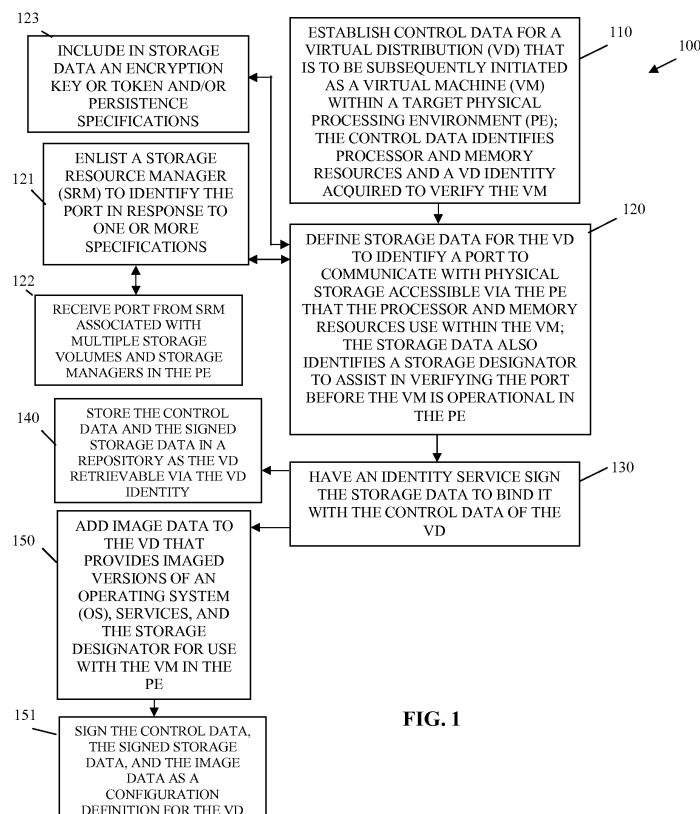 123
INCLUDE IN STORAGE
DATA AN ENCRYPTION
KEY OR TOKEN AND/OR
PERSISTENCE
SPECIFICATIONS
ESTABLISH CONTROL DATA FOR A
VIRTUAL DISTRIBUTION (VD) THAT
IS TO BE SUBSEQUENTLY INITIATED
AS A VIRTUAL MACHINE (VM)
WITHIN A TARGET PHYSICAL
PROCESSING ENVIRONMENT (PE);
THE CONTROL DATA IDENTIFIES
PROCESSOR AND MEMORY
RESOURCES AND A VD IDENTITY
ACQUIRED TO VERIFY THE VM
110
100
121
ENLIST A STORAGE
RESOURCE MANAGER
(SRM) TO IDENTIFY THE
PORT IN RESPONSE TO
ONE OR MORE
SPECIFICATIONS
120
DEFINE STORAGE DATA FOR THE VD
TO IDENTIFY A PORT TO
COMMUNICATE WITH PHYSICAL
STORAGE ACCESSIBLE VIA THE PE
THAT THE PROCESSOR AND MEMORY
RESOURCES USE WITHIN THE VM;
THE STORAGE DATA ALSO
IDENTIFIES A STORAGE DESIGNATOR
TO ASSIST IN VERIFYING THE PORT
BEFORE THE VM IS OPERATIONAL IN
THE PE
122
RECEIVE PORT FROM SRM
ASSOCIATED WITH
MULTIPLE STORAGE
VOLUMES AND STORAGE
MANAGERS IN THE PE
140
STORE THE CONTROL
DATA AND THE SIGNED
STORAGE DATA IN A
REPOSITORY AS THE VD
RETRIEVABLE VIA THE VD
IDENTITY
130
HAVE AN IDENTITY SERVICE SIGN
THE STORAGE DATA TO BIND IT
WITH THE CONTROL DATA OF THE
VD
150
ADD IMAGE DATA TO
THE VD THAT
PROVIDES IMAGED
VERSIONS OF AN
OPERATING SYSTEM
(OS), SERVICES, AND
THE STORAGE
DESIGNATOR FOR USE
WITH THE VM IN THE
PE
151
SIGN THE CONTROL DATA,
THE SIGNED STORAGE
DATA, AND THE IMAGE
DATA AS A
CONFIGURATION
DEFINITION FOR THE VD
FIG. 1